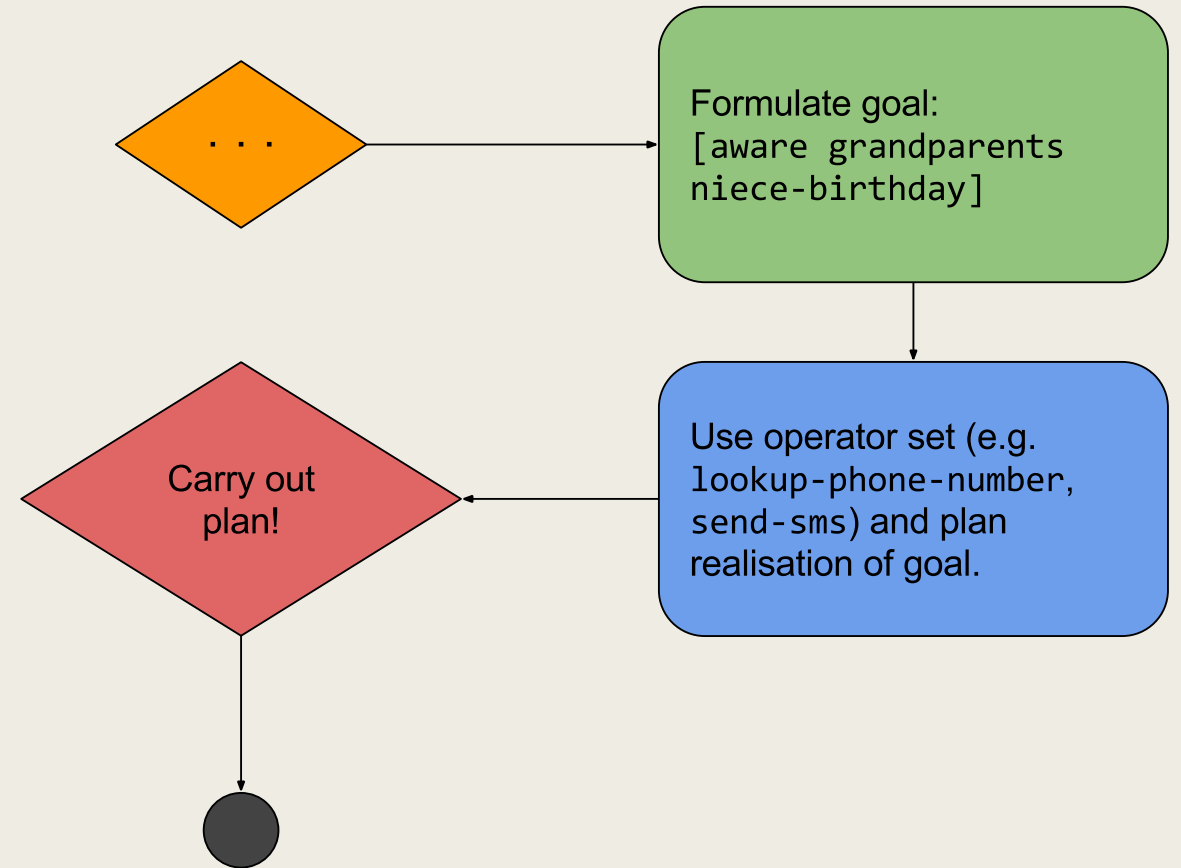 . . .
Formulate goal:
[aware grandparents
niece-birthday]
Use operator set (e.g.
lookup-phone-number,
send-sms) and plan
realisation of goal.
Carry out
plan!